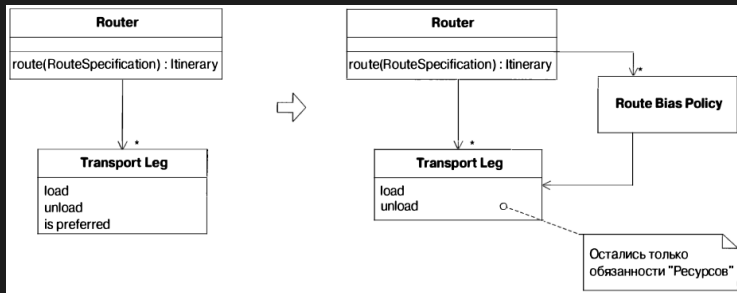 Router
route(RouteSpecification) : Itinerary
*
Transport Leg
load
unload
is preferred
Router
route(RouteSpecification) : Itinerary
*
Route Bias Policy
*
Transport Leg
load
unload
Остались только
обязанности "Ресурсов"